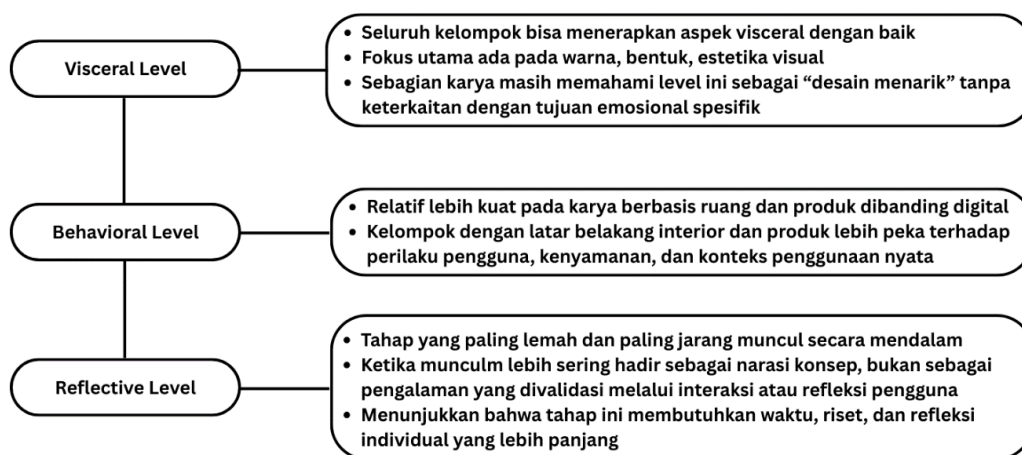 Visceral Level
• Seluruh kelompok bisa menerapkan aspek visceral dengan baik
• Fokus utama ada pada warna, bentuk, estetika visual
• Sebagian karya masih memahami level ini sebagai “desain menarik” tanpa
keterkaitan dengan tujuan emosional spesifik
Behavioral Level
• Relatif lebih kuat pada karya berbasis ruang dan produk dibanding digital
• Kelompok dengan latar belakang interior dan produk lebih peka terhadap
perilaku pengguna, kenyamanan, dan konteks penggunaan nyata
Reflective Level
• Tahap yang paling lemah dan paling jarang muncul secara mendalam
• Ketika munculm lebih sering hadir sebagai narasi konsep, bukan sebagai
pengalaman yang divalidasi melalui interaksi atau refleksi pengguna
• Menunjukkan bahwa tahap ini membutuhkan waktu, riset, dan refleksi
individual yang lebih panjang